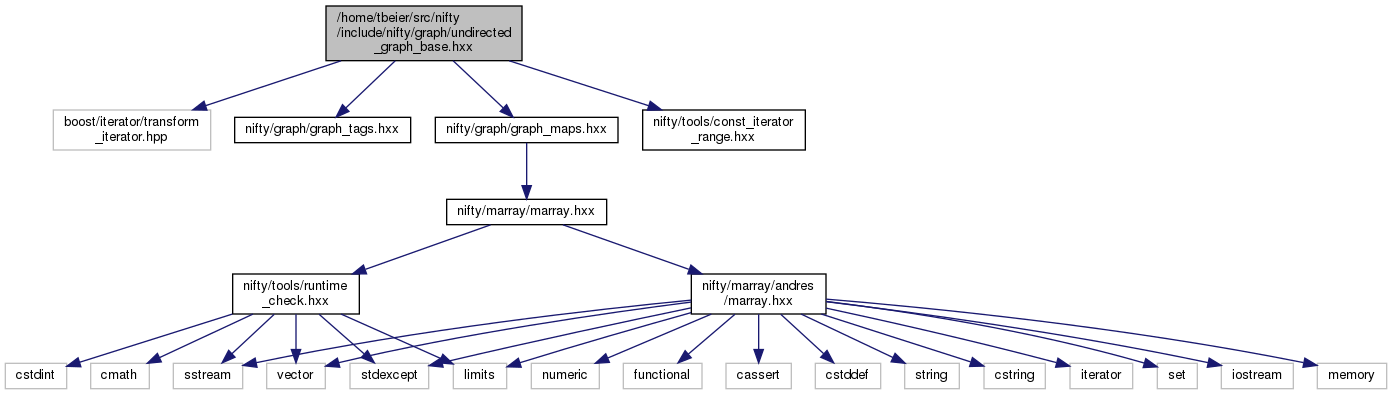 /home/tbeier/src/nifty
/include/nifty/graph/undirected
_graph_base.hxx
boost/iterator/transform
_iterator.hpp
nifty/graph/graph_tags.hxx
nifty/graph/graph_maps.hxx
nifty/tools/const_iterator
_range.hxx
nifty/marray/marray.hxx
nifty/tools/runtime
_check.hxx
nifty/marray/andres
/marray.hxx
cstdint
cmath
sstream
vector
stdexcept
limits
numeric
functional
cassert
cstddef
string
cstring
iterator
set
iostream
memory